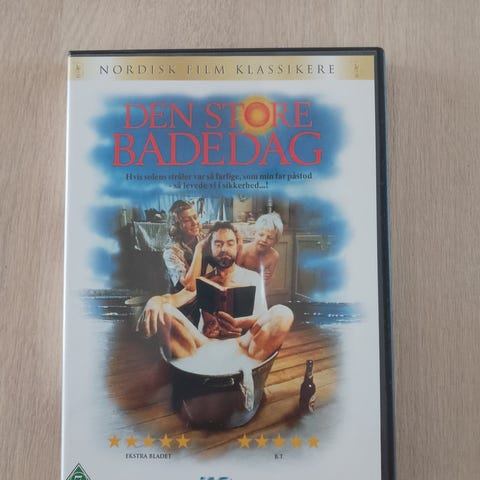 NORDISK FILM KLASSIKERE
DEN STORE
BADEDAG
Hvis solens stråler var så farlige, som min far påstod
- så levede vi i sikkerhed...!
EKSTRA BLADET
B.T.